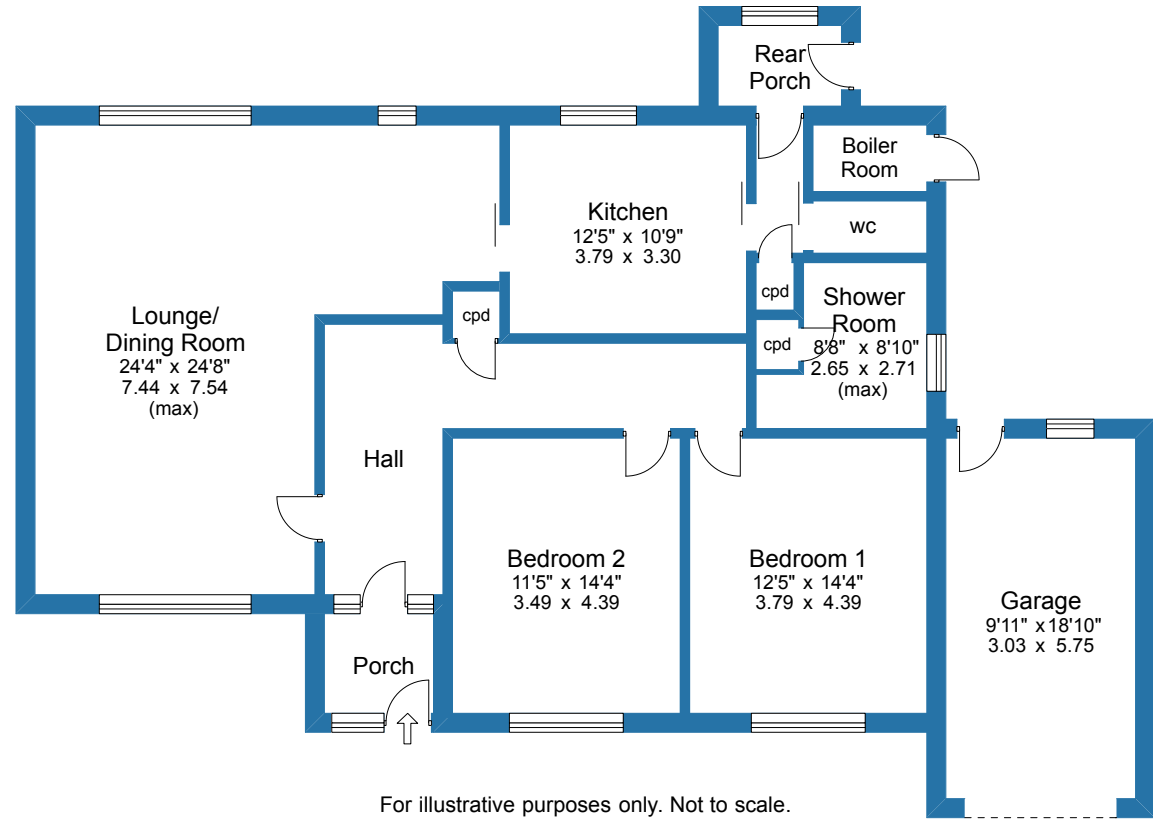 Rear
Porch
Boiler
Room
Kitchen
12'5" x 10'9"
3.79 x 3.30
wc
cpd
Shower
Room
8'8" x 8'10"
2.65 x 2.71
(max)
cpd
cpd
Lounge/
Dining Room
24'4" x 24'8"
7.44 x 7.54
(max)
Hall
Bedroom 2
11'5" x 14'4"
3.49 x 4.39
Bedroom 1
12'5" x 14'4"
3.79 x 4.39
Garage
9'11" x 18'10"
3.03 x 5.75
Porch
For illustrative purposes only. Not to scale.